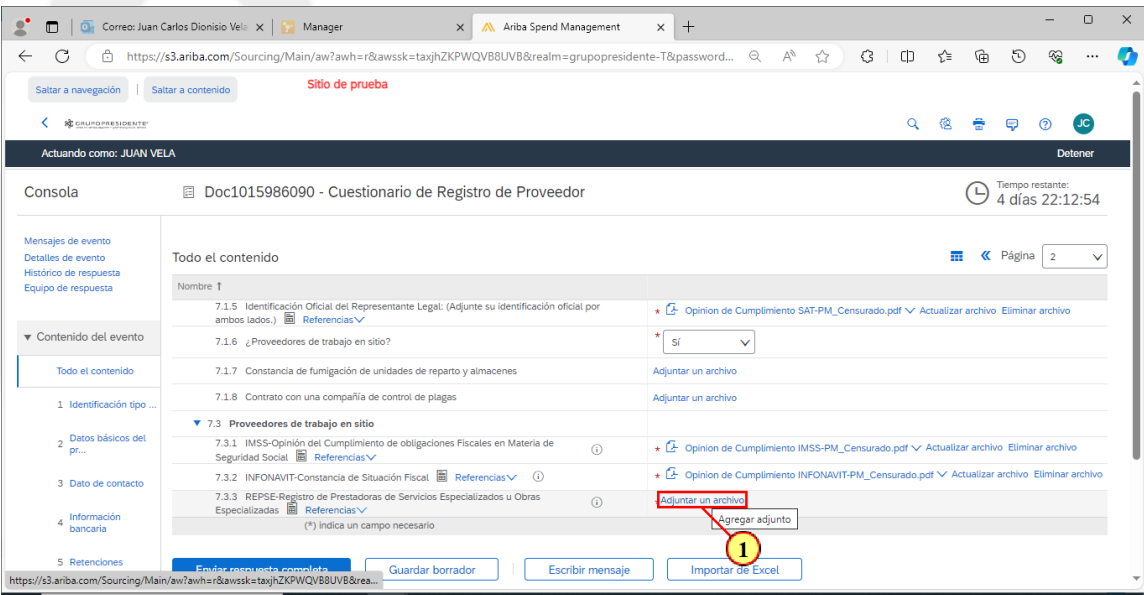 Correo: Juan Carlos Dionisio Vela
Manager
Ariba Spend Management
https://s3.ariba.com/Sourcing/Main/aw?awh=r&awssk=taxjhZKPWQVB8UVB&realm=grupopresidente-T&password...
Saltar a navegación
Saltar a contenido
Sitio de prueba
GRUPO PRESIDENTE
JC
Actuando como: JUAN VELA
Detener
Consola
Doc1015986090 - Cuestionario de Registro de Proveedor
Tiempo restante:
4 días 22:12:54
Mensajes de evento
Detalles de evento
Histórico de respuesta
Equipo de respuesta
Contenido del evento
Todo el contenido
1 Identificación tipo ...
2 Datos básicos del
pr...
3 Dato de contacto
4 Información
bancaria
5 Retenciones
Todo el contenido
Página 2
Nombre ↑
7.1.5 Identificación Oficial del Representante Legal: (Adjunte su identificación oficial por
ambos lados.) Referencias
* Opinion de Cumplimiento SAT-PM_Censurado.pdf Actualizar archivo Eliminar archivo
7.1.6 ¿Proveedores de trabajo en sitio?
* Sí
7.1.7 Constancia de fumigación de unidades de reparto y almacenes
Adjuntar un archivo
7.1.8 Contrato con una compañía de control de plagas
Adjuntar un archivo
7.3 Proveedores de trabajo en sitio
7.3.1 IMSS-Opinión del Cumplimiento de obligaciones Fiscales en Materia de
Seguridad Social Referencias
* Opinion de Cumplimiento IMSS-PM_Censurado.pdf Actualizar archivo Eliminar archivo
7.3.2 INFONAVIT-Constancia de Situación Fiscal Referencias
* Opinion de Cumplimiento INFONAVIT-PM_Censurado.pdf Actualizar archivo Eliminar archivo
7.3.3 REPSE-Registro de Prestadoras de Servicios Especializados u Obras
Especializadas Referencias
Adjuntar un archivo
Agregar adjunto
(*) indica un campo necesario
1
Enviar respuesta completa
Guardar borrador
Escribir mensaje
Importar de Excel
https://s3.ariba.com/Sourcing/Main/aw?awh=r&awssk=taxjhZKPWQVB8UVB&rea...